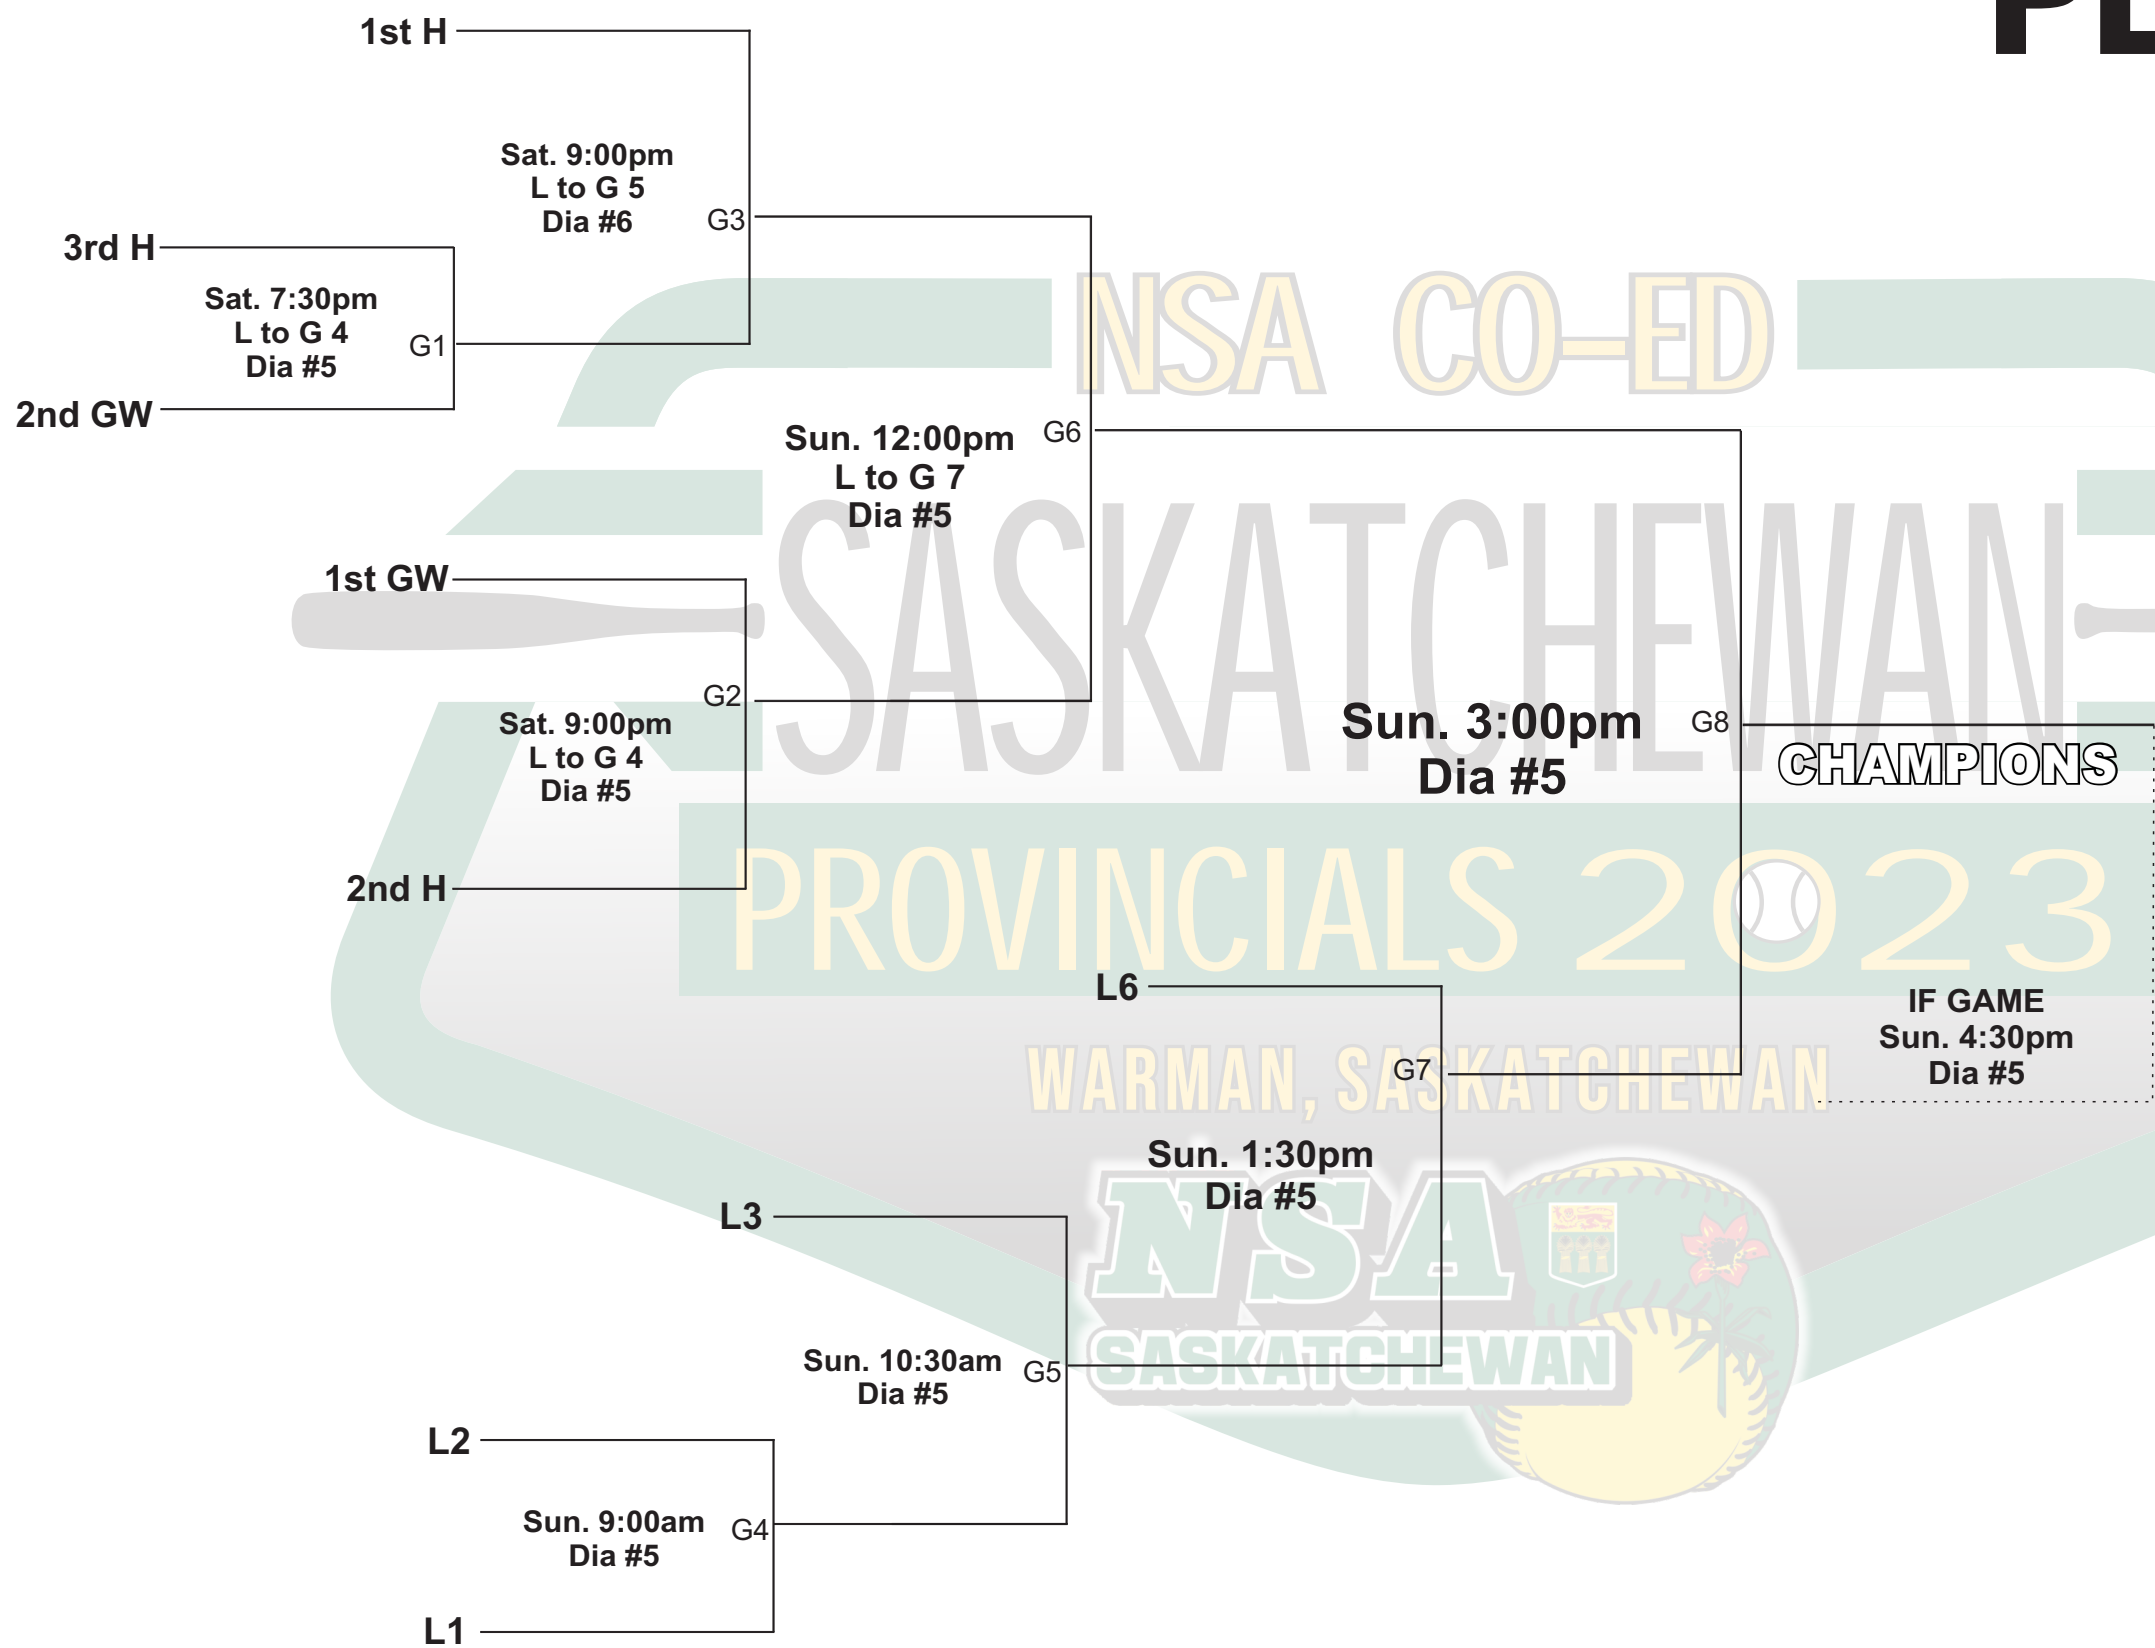 1st H
Sat. 9:00pm
L to G 5
Dia #6
G3
3rd H
Sat. 7:30pm
L to G 4
Dia #5
G1
2nd GW
NSA CO-ED
Sun. 12:00pm
L to G 7
Dia #5
G6
SASKATCHEWAN
1st GW
G2
Sat. 9:00pm
L to G 4
Dia #5
2nd H
Sun. 3:00pm
Dia #5
G8
CHAMPIONS
PROVINCIALS 2023
L6
IF GAME
Sun. 4:30pm
Dia #5
G7
WARMAN, SASKATCHEWAN
Sun. 1:30pm
Dia #5
L3
NSA
SASKATCHEWAN
Sun. 10:30am
Dia #5
G5
L2
Sun. 9:00am
Dia #5
G4
L1